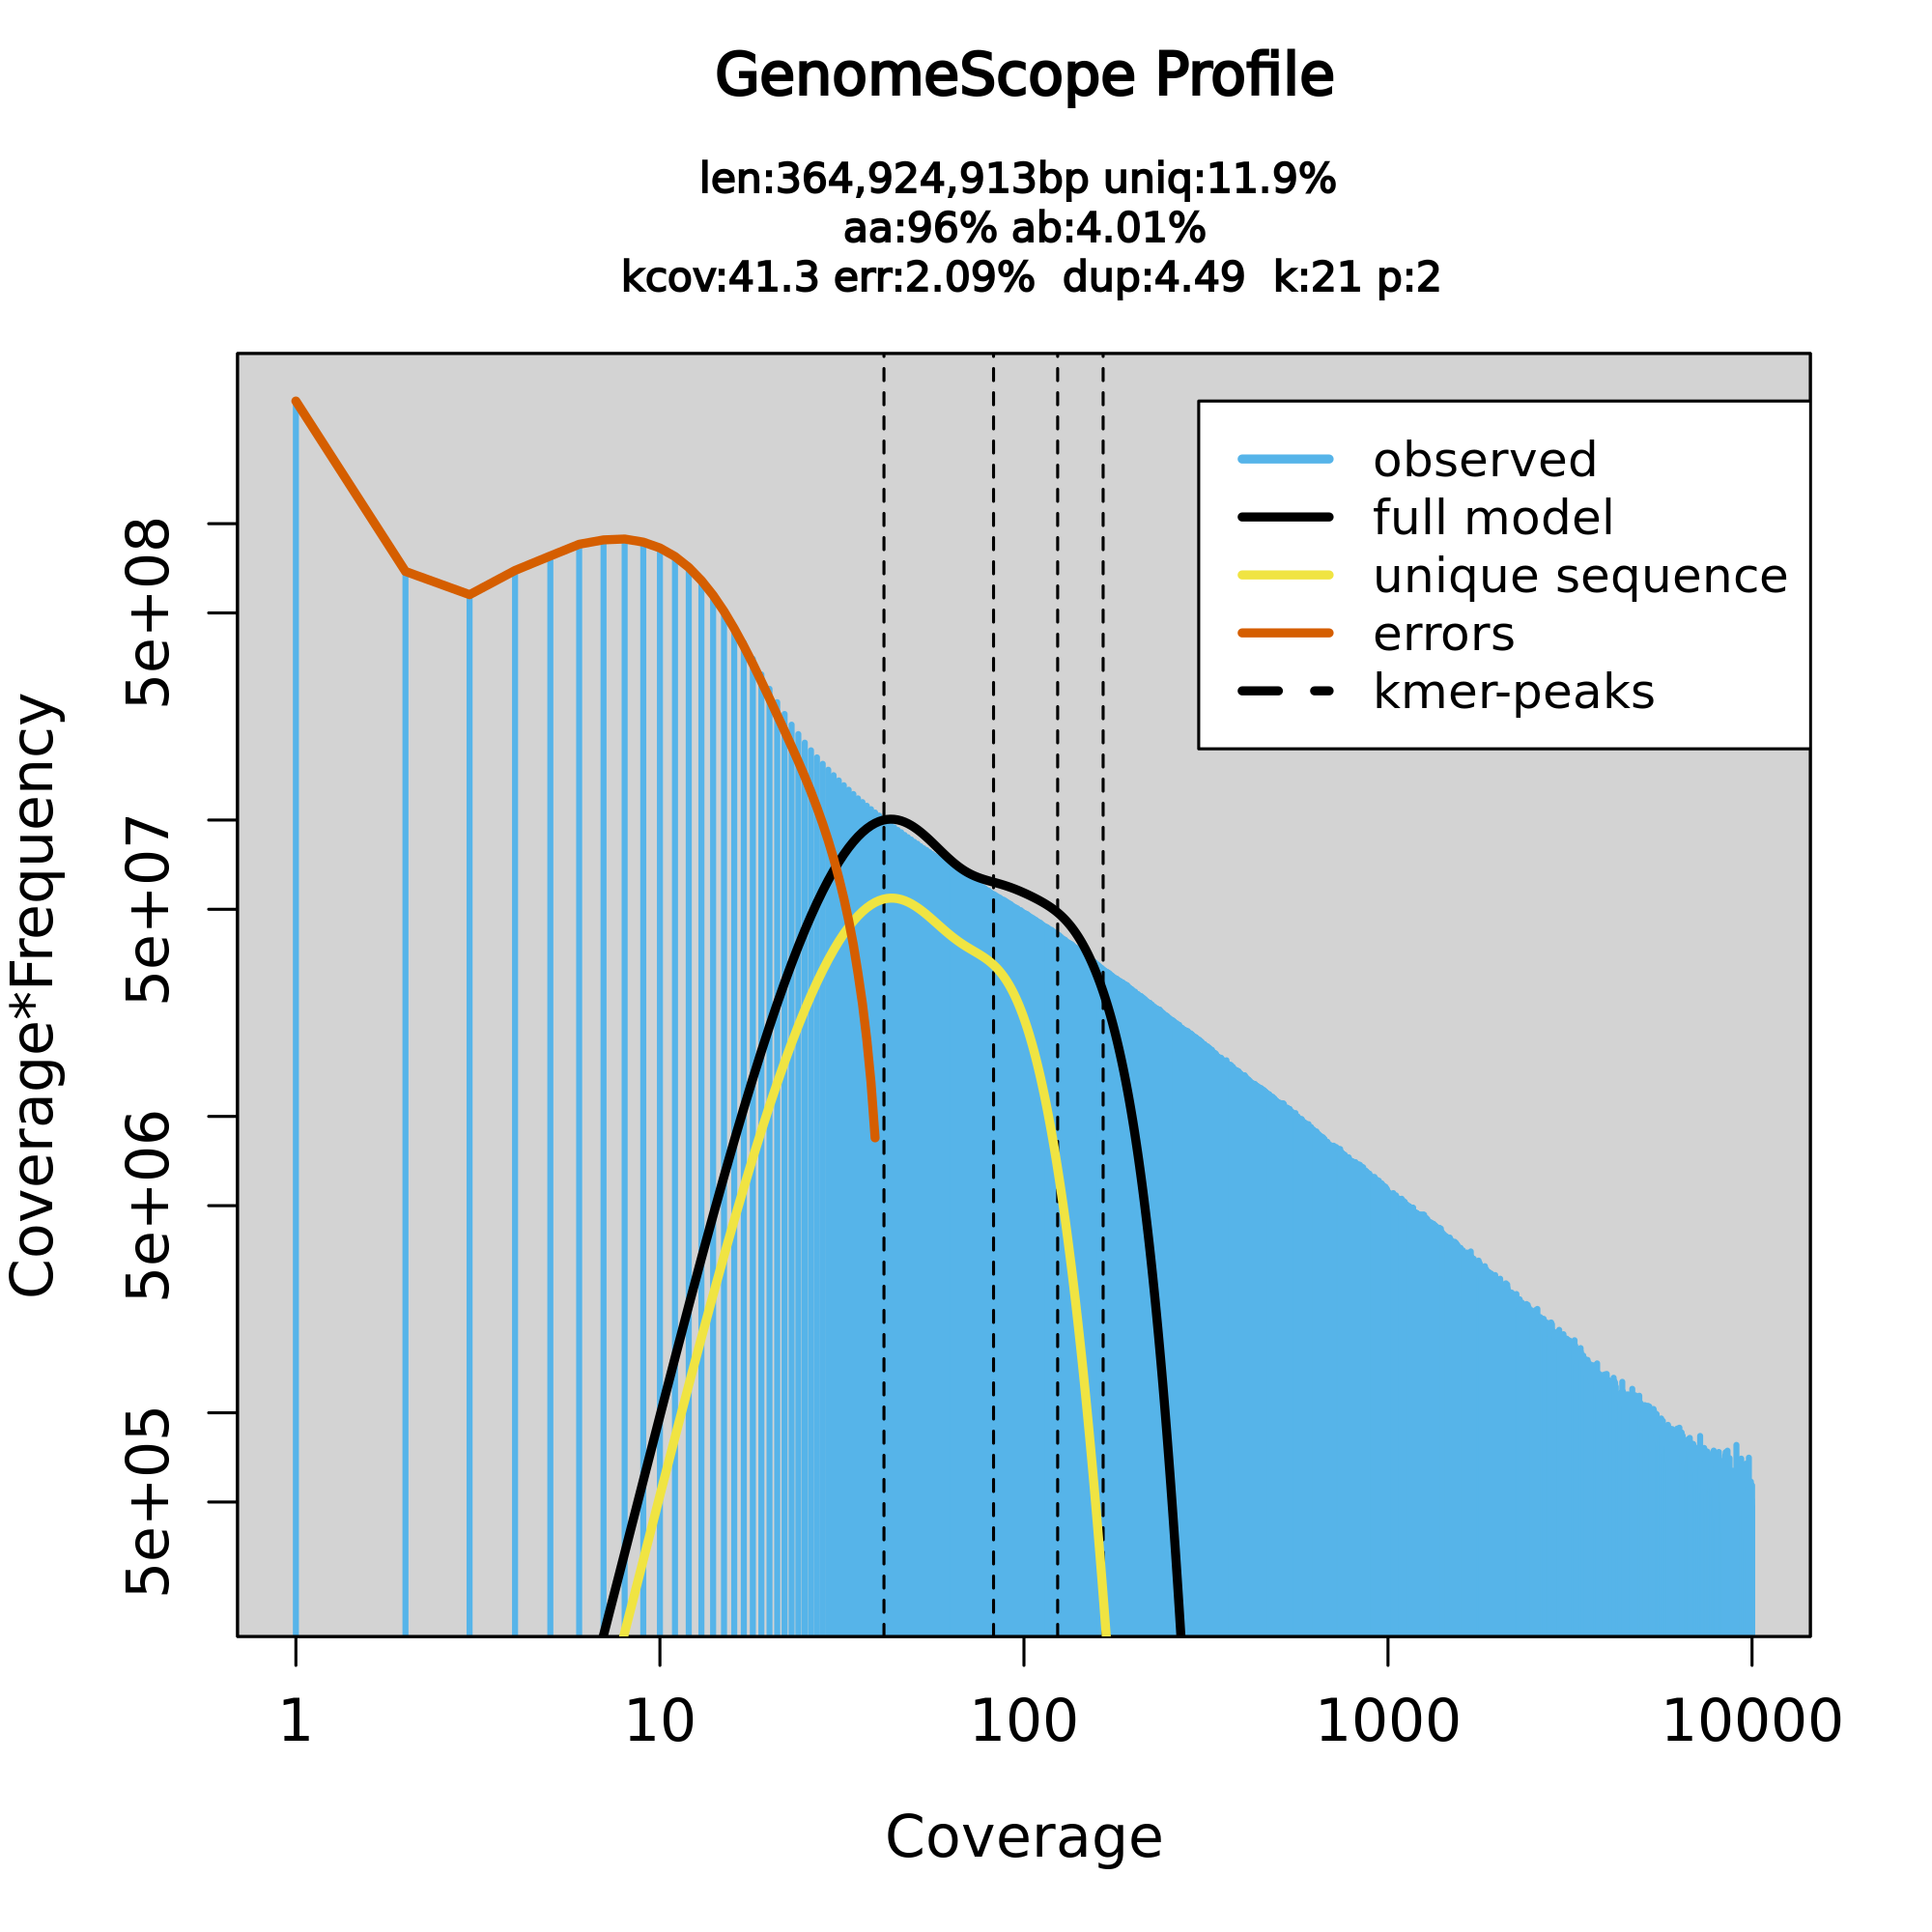 GenomeScope Profile
len:364,924,913bp uniq:11.9%
aa:96% ab:4.01%
kcov:41.3 err:2.09%  dup:4.49  k:21 p:2
observed
full model
unique sequence
errors
kmer-peaks
Coverage*Frequency
5e+08
5e+07
5e+06
5e+05
1 10 100 1000 10000
Coverage